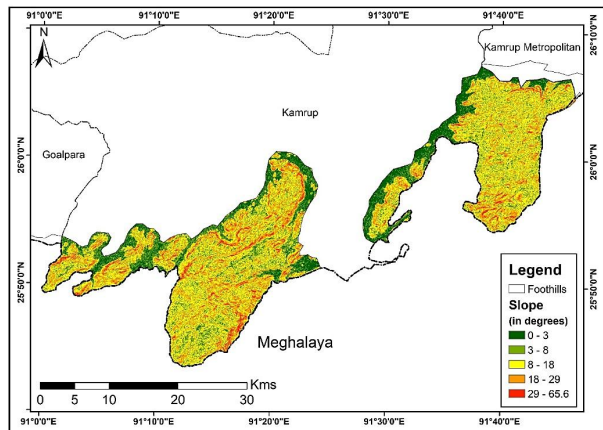 91°0'0" 91°10'0" 91°20'0" 91°30'0" 91°40'0"
N
26°10'0"
Kamrup Metropolitan
Kamrup
Goalpara
26°0'0" 26°0'0"
25°50'0" 25°50'0"
Meghalaya
Legend
Foothills
Slope
(in degrees)
0 - 3
3 - 8
8 - 18
18 - 29
29 - 65.6
Kms
0 5 10 20 30
91°0'0" 91°10'0" 91°20'0" 91°30'0" 91°40'0"